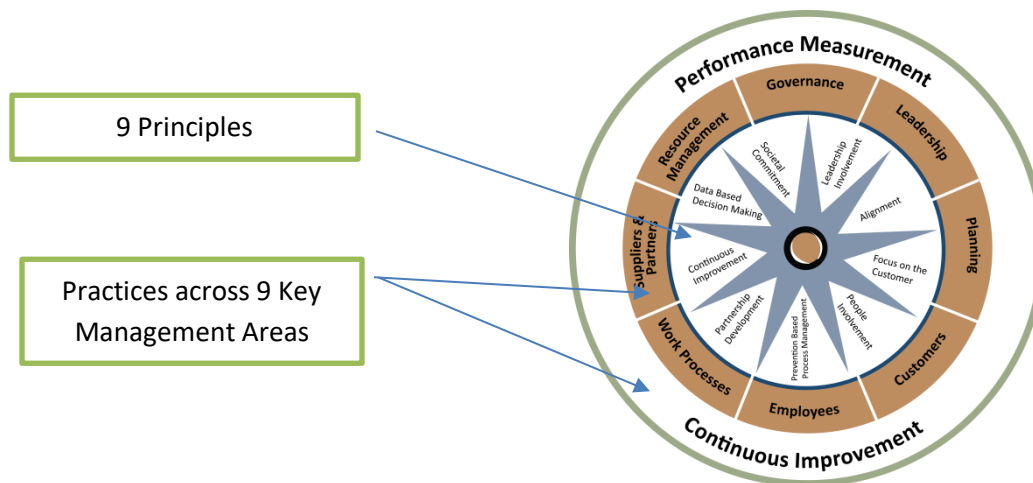 9 Principles
Practices across 9 Key
Management Areas
Performance Measurement
Governance
Leadership
Planning
Customers
Employees
Work Processes
Suppliers &
Partners
Resource
Management
Leadership
Involvement
Alignment
Focus on the
Customer
People
Involvement
Prevention Based
Process Management
Partnership
Development
Continuous
Improvement
Data Based
Decision Making
Societal
Commitment
Continuous Improvement